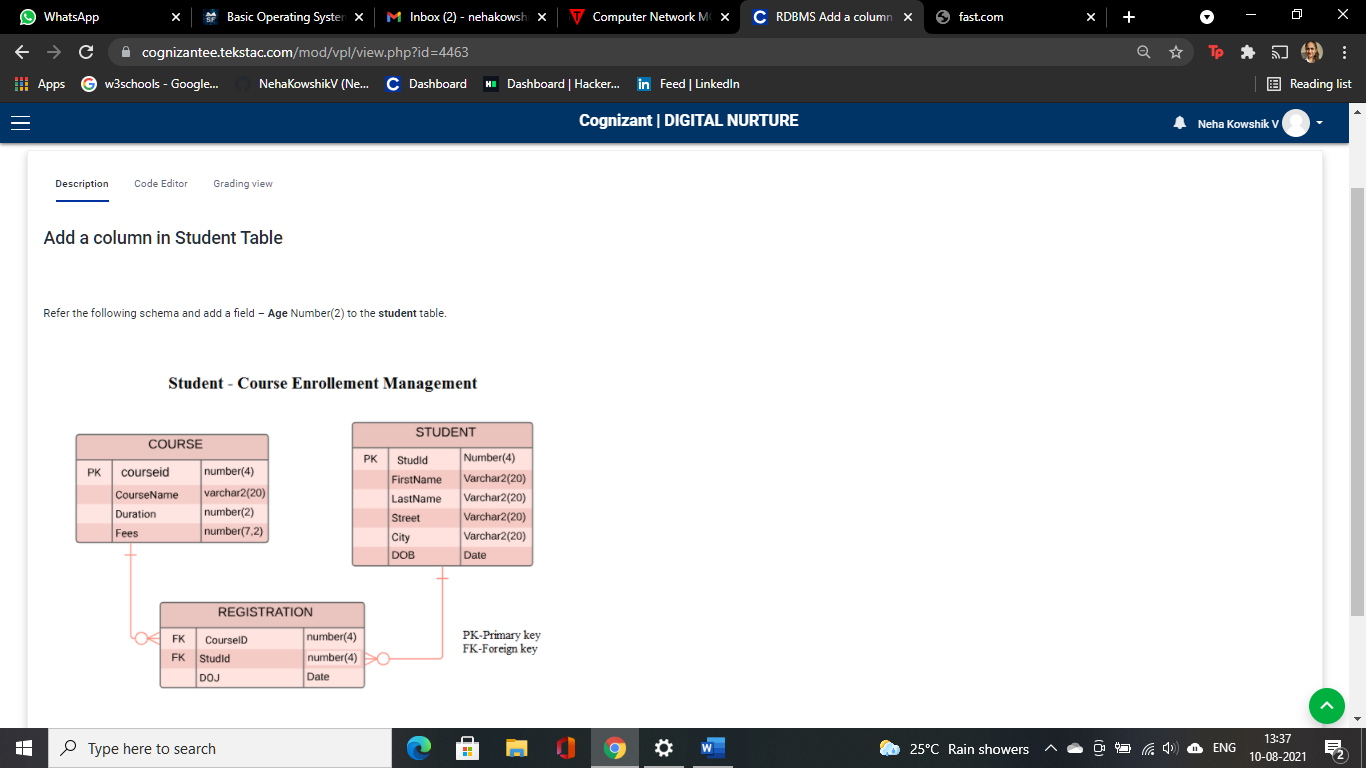 WhatsApp
Basic Operating System
Inbox (2) - nehakowsh
Computer Network M
RDBMS Add a column
fast.com
cognizantee.tekstac.com/mod/vpl/view.php?id=4463
Apps
w3schools - Google...
NehaKowshikV (Ne...
Dashboard
Dashboard | Hacker...
Feed | LinkedIn
Reading list
Cognizant | DIGITAL NURTURE
Neha Kowshik V
Description Code Editor Grading view
Add a column in Student Table
Refer the following schema and add a field – Age Number(2) to the student table.
Student - Course Enrollement Management
COURSE
PK courseid number(4)
CourseName varchar2(20)
Duration number(2)
Fees number(7,2)
STUDENT
PK StudId Number(4)
FirstName Varchar2(20)
LastName Varchar2(20)
Street Varchar2(20)
City Varchar2(20)
DOB Date
REGISTRATION
FK CourseID number(4)
FK StudId number(4)
DOJ Date
PK-Primary key
FK-Foreign key
Type here to search
25°C Rain showers
ENG
13:37
10-08-2021
2